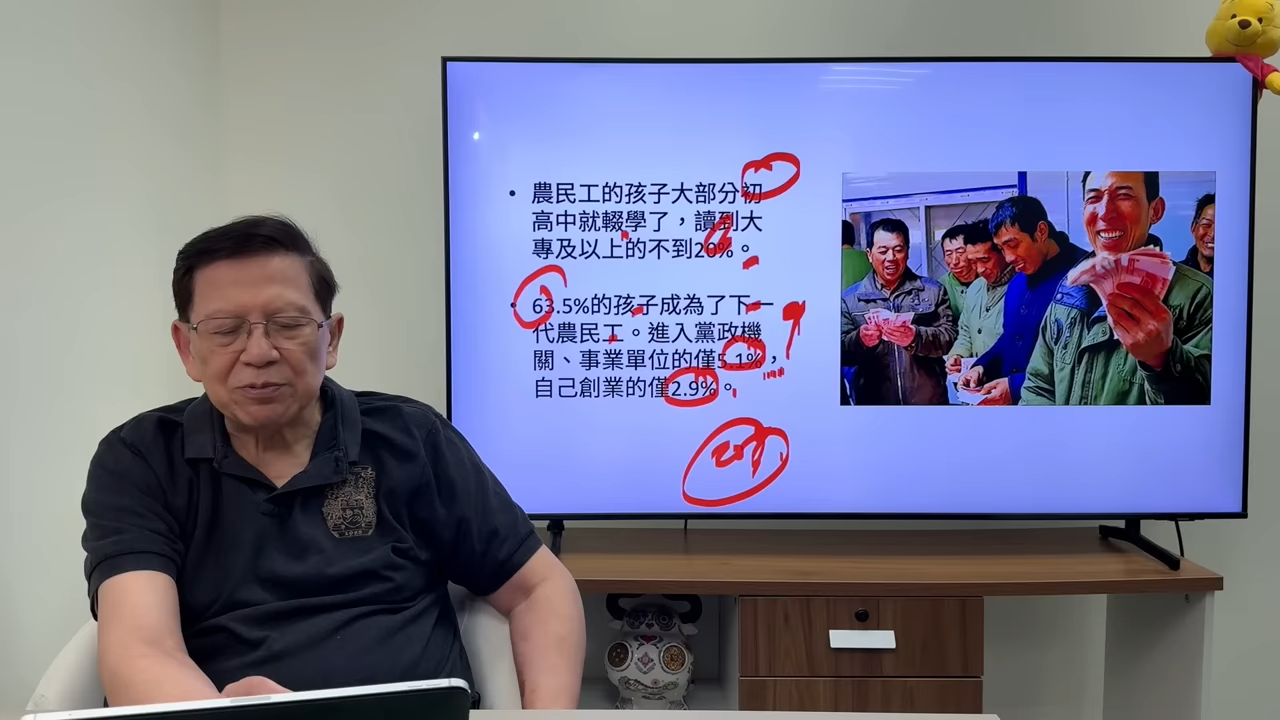 • 農民工的孩子大部分初
高中就輟學了，讀到大
專及以上的不到20%。
• 63.5%的孩子成為了下一
代農民工。進入黨政機
關、事業單位的僅5.1%，
自己創業的僅2.9%。